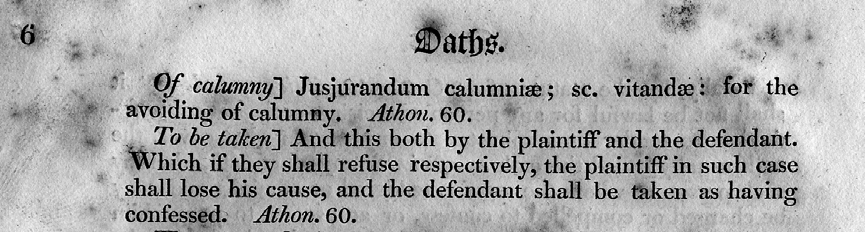 6
Oaths.
Of calumny] Jusjurandum calumniæ; sc. vitandæ: for the
avoiding of calumny. Athon. 60.
To be taken] And this both by the plaintiff and the defendant.
Which if they shall refuse respectively, the plaintiff in such case
shall lose his cause, and the defendant shall be taken as having
confessed. Athon. 60.